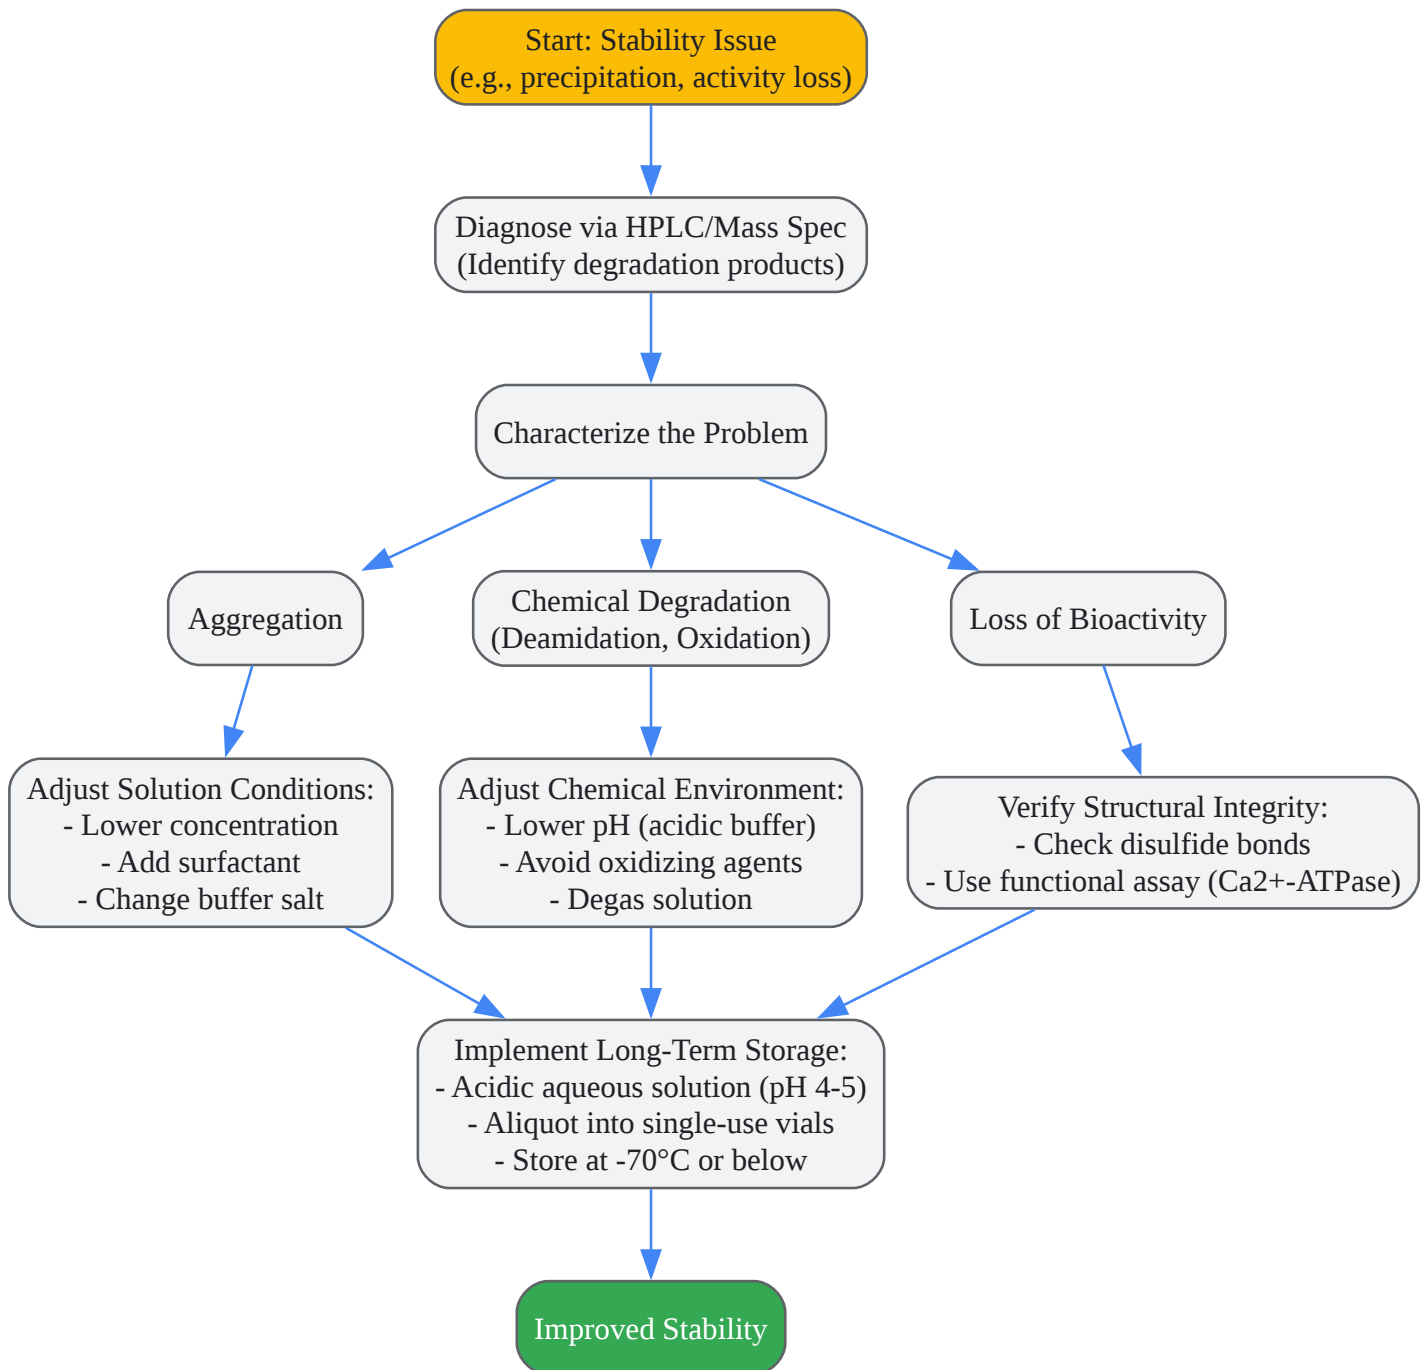 Start: Stability Issue
(e.g., precipitation, activity loss)
Diagnose via HPLC/Mass Spec
(Identify degradation products)
Characterize the Problem
Aggregation
Chemical Degradation
(Deamidation, Oxidation)
Loss of Bioactivity
Adjust Solution Conditions:
- Lower concentration
- Add surfactant
- Change buffer salt
Adjust Chemical Environment:
- Lower pH (acidic buffer)
- Avoid oxidizing agents
- Degas solution
Verify Structural Integrity:
- Check disulfide bonds
- Use functional assay (Ca2+-ATPase)
Implement Long-Term Storage:
- Acidic aqueous solution (pH 4-5)
- Aliquot into single-use vials
- Store at -70°C or below
Improved Stability